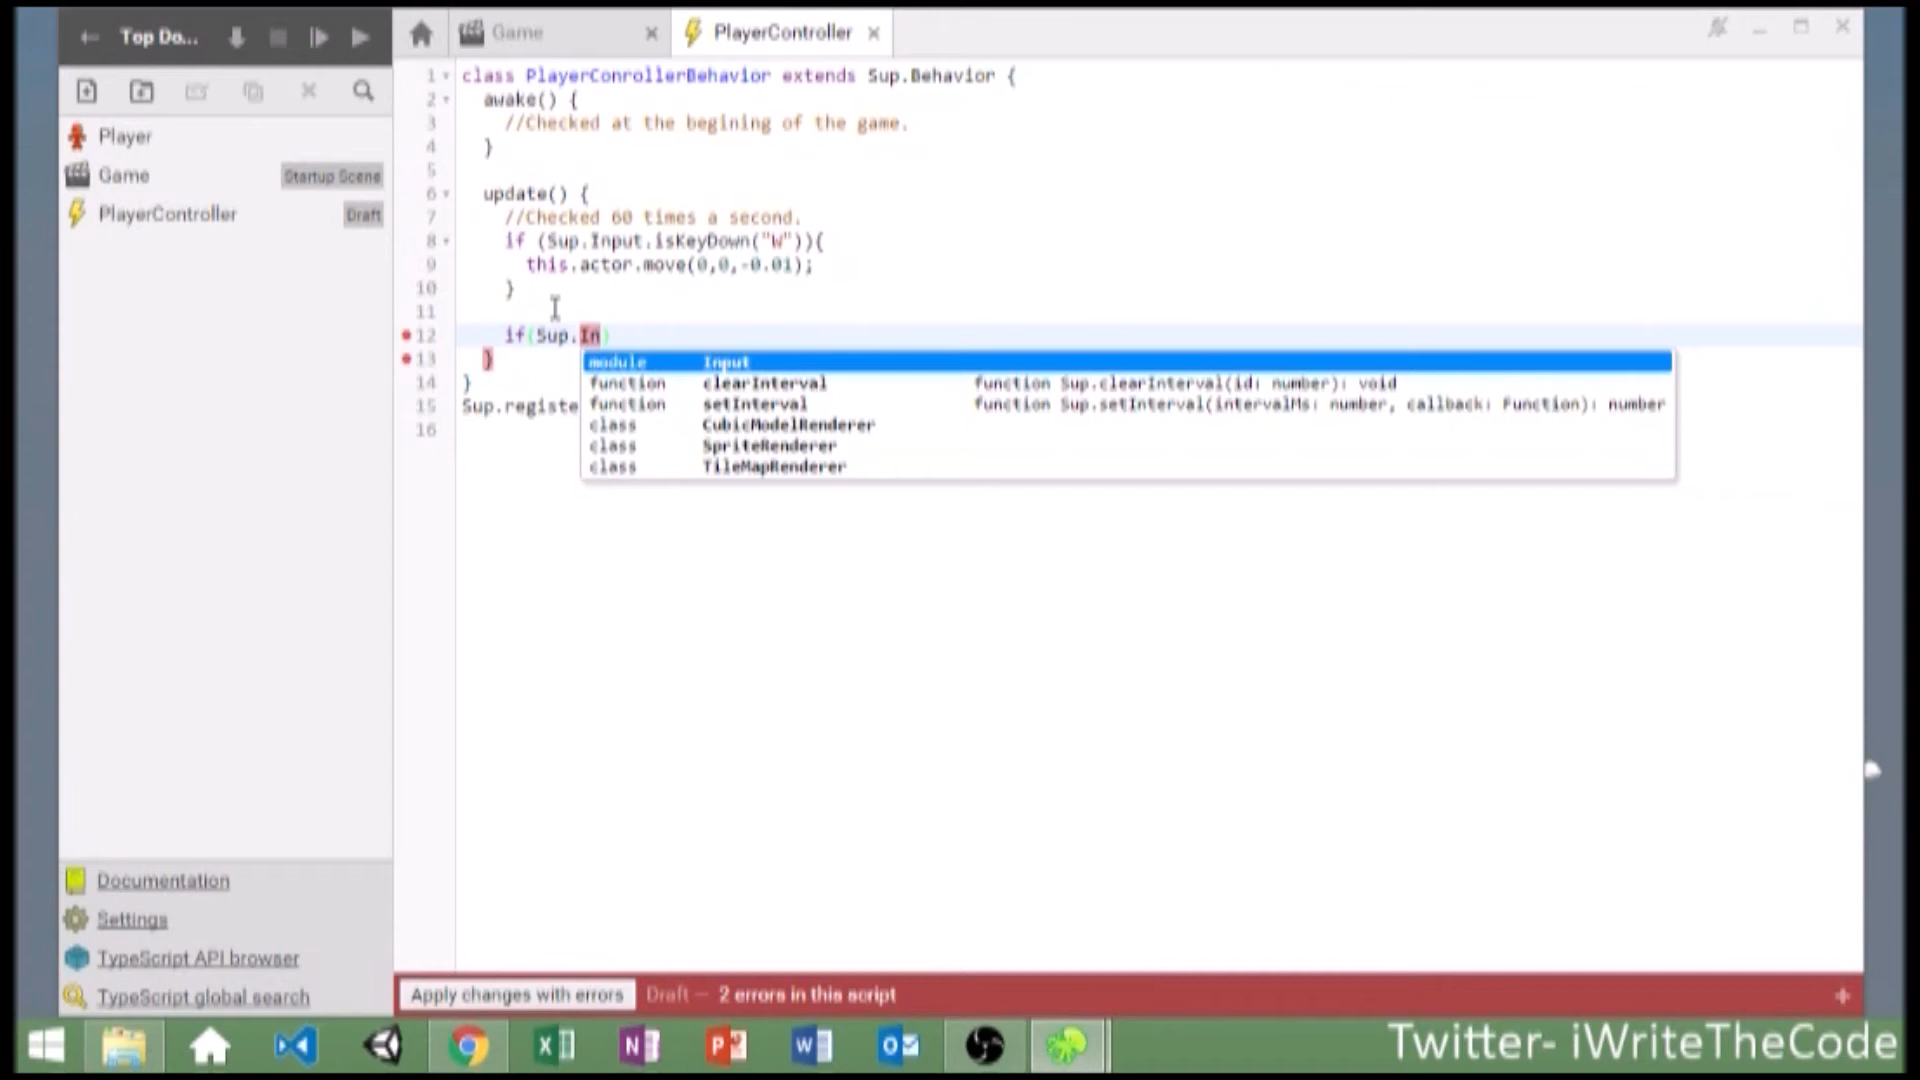 Top Do...
Game
PlayerController
Player
Game
Startup Scene
PlayerController
Draft
1 class PlayerConrollerBehavior extends Sup.Behavior {
2 awake() {
3 //Checked at the begining of the game.
4 }
5
6 update() {
7 //Checked 60 times a second.
8 if (Sup.Input.isKeyDown("W")){
9 this.actor.move(0,0,-0.01);
10 }
11
12 if(Sup.In)
13 }
14 }
15 Sup.registe
16
module Input
function clearInterval function Sup.clearInterval(id: number): void
function setInterval function Sup.setInterval(intervalMs: number, callback: Function): number
class CubicModelRenderer
class SpriteRenderer
class TileMapRenderer
Documentation
Settings
TypeScript API browser
TypeScript global search
Apply changes with errors
Draft — 2 errors in this script
Twitter- iWriteTheCode